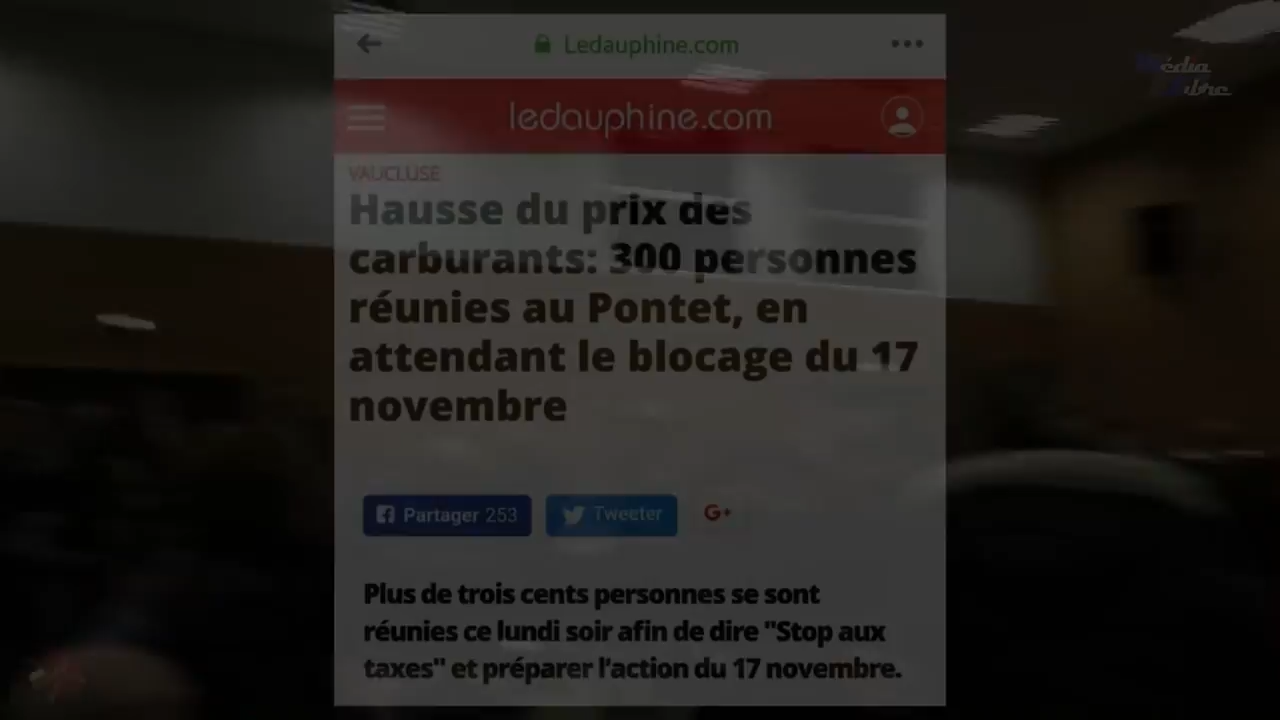 Ledauphine.com
Média
Libre
ledauphine.com
VAUCLUSE
Hausse du prix des
carburants: 300 personnes
réunies au Pontet, en
attendant le blocage du 17
novembre
Partager 253
Tweeter
G+
Plus de trois cents personnes se sont
réunies ce lundi soir afin de dire "Stop aux
taxes" et préparer l'action du 17 novembre.